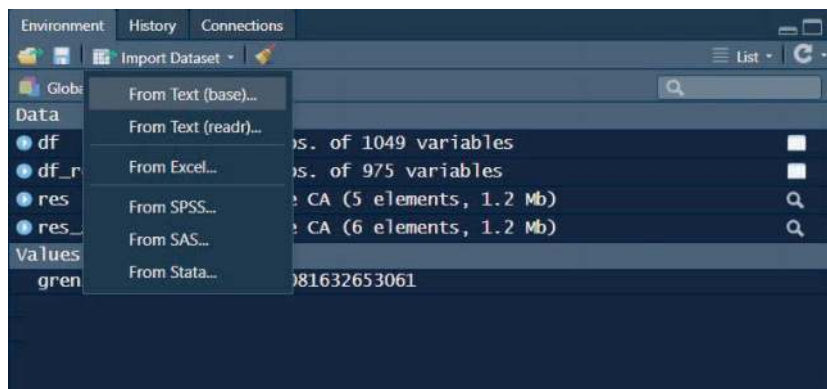 Environment History Connections
Import Dataset List
Globa
From Text (base)...
Data
From Text (readr)...
df bs. of 1049 variables
From Excel...
df_r bs. of 975 variables
res e CA (5 elements, 1.2 Mb)
From SPSS...
res_ e CA (6 elements, 1.2 Mb)
From SAS...
Values
From Stata...
gren 081632653061